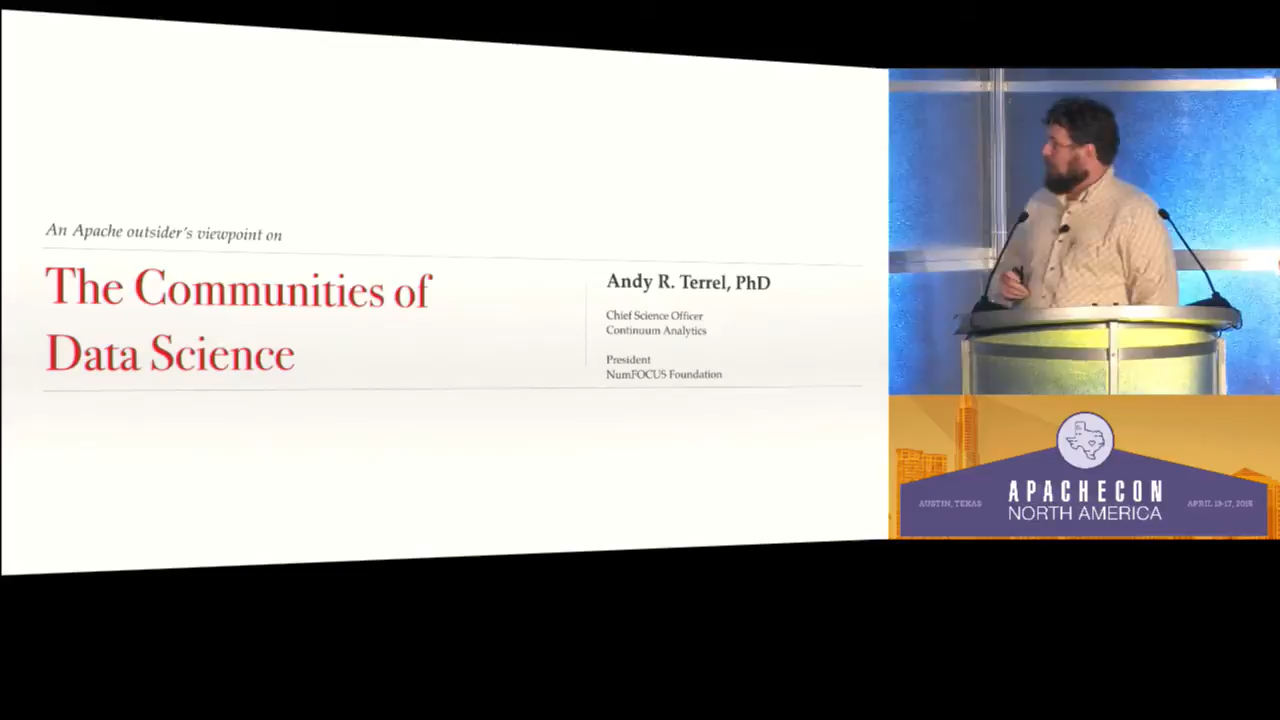 An Apache outsider's viewpoint on
The Communities of
Data Science
Andy R. Terrel, PhD
Chief Science Officer
Continuum Analytics
President
NumFOCUS Foundation
AUSTIN, TEXAS
APACHECON
NORTH AMERICA
APRIL 13-17, 2015